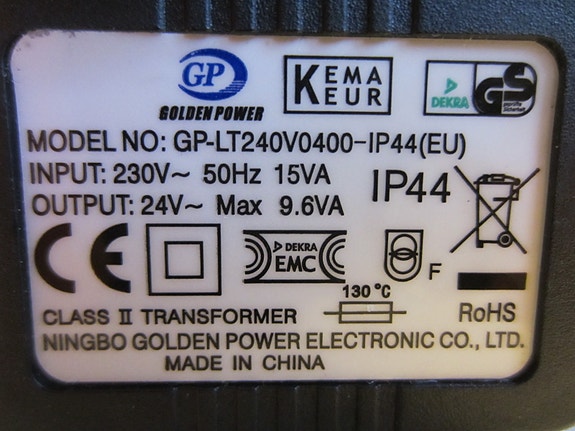 GP
GOLDEN POWER
KEMA
KEUR
DEKRA
GS
MODEL NO: GP-LT240V0400-IP44(EU)
INPUT: 230V~ 50Hz 15VA
IP44
OUTPUT: 24V~ Max 9.6VA
CE
DEKRA
EMC
F
130 °C
RoHS
CLASS II TRANSFORMER
NINGBO GOLDEN POWER ELECTRONIC CO., LTD.
MADE IN CHINA